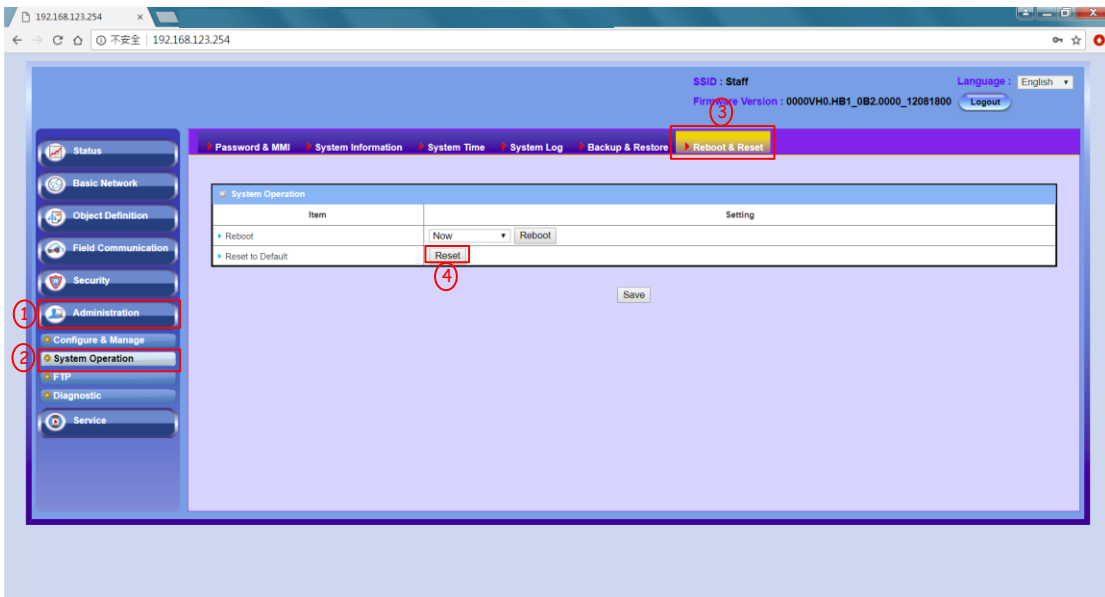 192.168.123.254 ×
不安全 | 192.168.123.254
SSID : Staff
Language : English
Firmware Version : 0000VH0.HB1_0B2.0000_12081800 Logout
③
Password & MMI System Information System Time System Log Backup & Restore Reboot & Reset
Status
Basic Network
Object Definition
Field Communication
Security
① Administration
Configure & Manage
② System Operation
FTP
Diagnostic
Service
System Operation
Item Setting
Reboot Now Reboot
Reset to Default Reset
④
Save